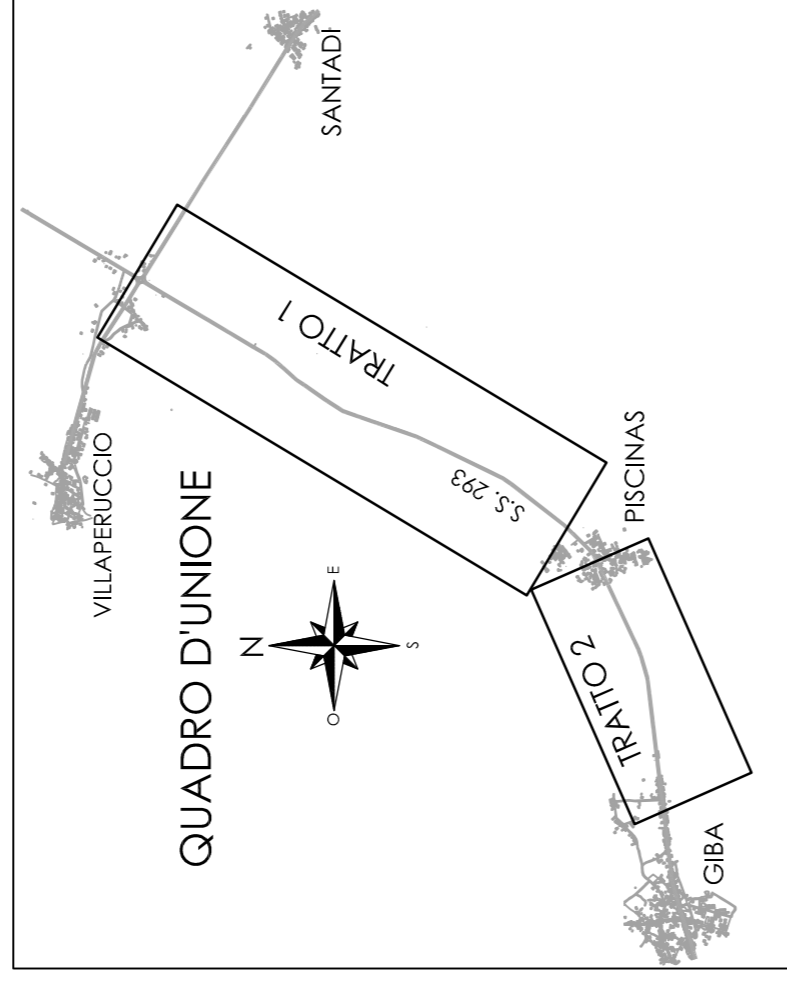 SANTADI
VILLAPERUCCIO
TRATTO 1
QUADRO D'UNIONE
S.S. 293
PISCINAS
N
E
S
O
TRATTO 2
GIBA